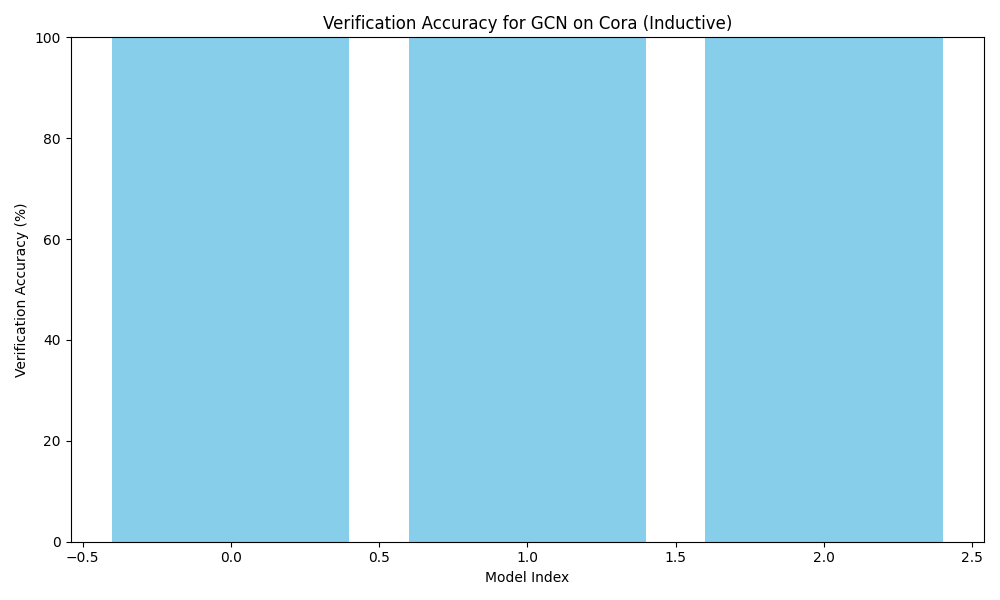 Verification Accuracy for GCN on Cora (Inductive)
Verification Accuracy (%)
100
80
60
40
20
0
−0.5 0.0 0.5 1.0 1.5 2.0 2.5
Model Index